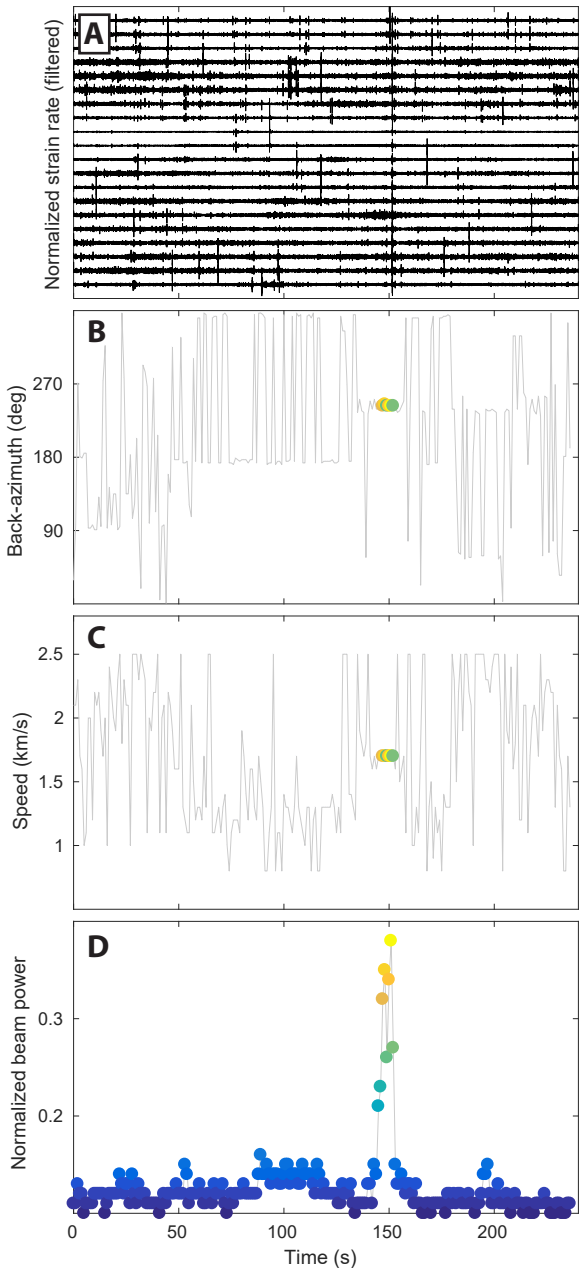 A
Normalized strain rate (filtered)
B
270
180
90
Back-azimuth (deg)
C
2.5
2
1.5
1
Speed (km/s)
D
0.3
0.2
Normalized beam power
0
50
100
150
200
Time (s)